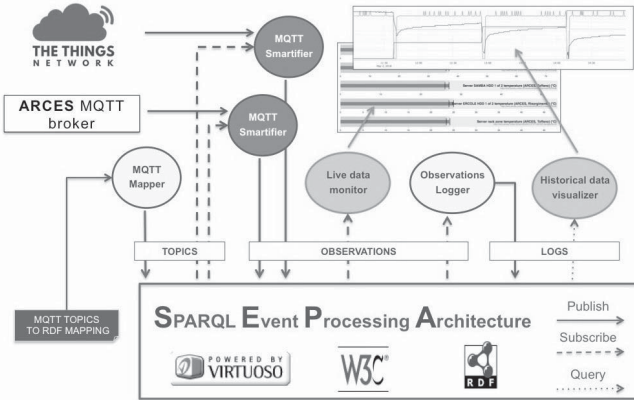 THE THINGS
NETWORK
MQTT
Smartifier
ARCES MQTT
broker
MQTT
Smartifier
MQTT
Mapper
Live data
monitor
Observations
Logger
Historical data
visualizer
TOPICS
OBSERVATIONS
LOGS
MQTT TOPICS
TO RDF MAPPING
SPARQL Event Processing Architecture
POWERED BY
VIRTUOSO
W3C®
RDF
Publish
Subscribe
Query